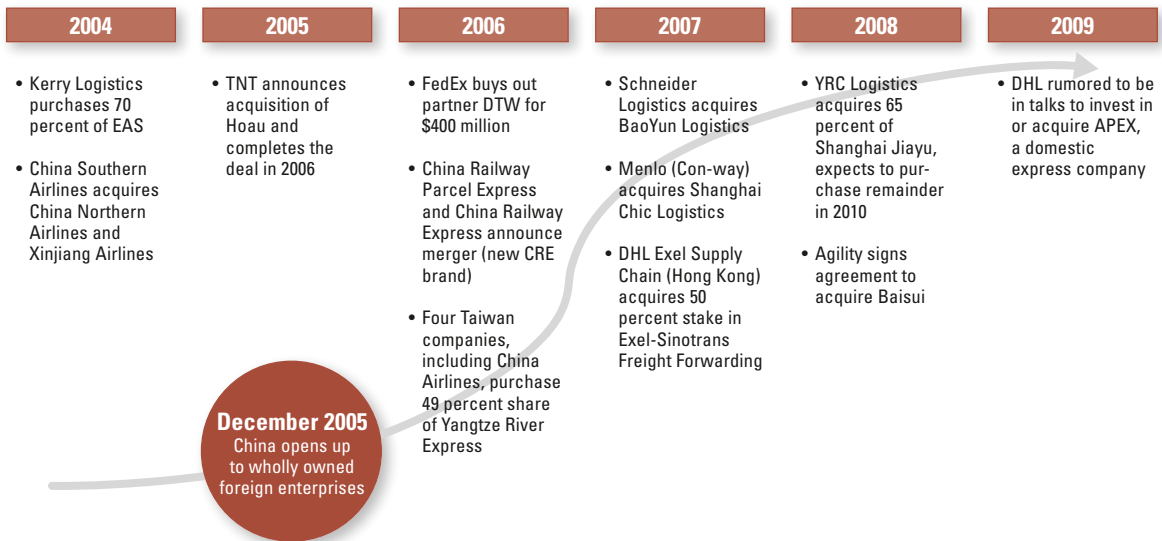 2004
• Kerry Logistics
purchases 70
percent of EAS
• China Southern
Airlines acquires
China Northern
Airlines and
Xinjiang Airlines
2005
• TNT announces
acquisition of
Hoau and
completes the
deal in 2006
December 2005
China opens up
to wholly owned
foreign enterprises
2006
• FedEx buys out
partner DTW for
$400 million
• China Railway
Parcel Express
and China Railway
Express announce
merger (new CRE
brand)
• Four Taiwan
companies,
including China
Airlines, purchase
49 percent share
of Yangtze River
Express
2007
• Schneider
Logistics acquires
BaoYun Logistics
• Menlo (Con-way)
acquires Shanghai
Chic Logistics
• DHL Exel Supply
Chain (Hong Kong)
acquires 50
percent stake in
Exel-Sinotrans
Freight Forwarding
2008
• YRC Logistics
acquires 65
percent of
Shanghai Jiayu,
expects to pur-
chase remainder
in 2010
• Agility signs
agreement to
acquire Baisui
2009
• DHL rumored to be
in talks to invest in
or acquire APEX,
a domestic
express company